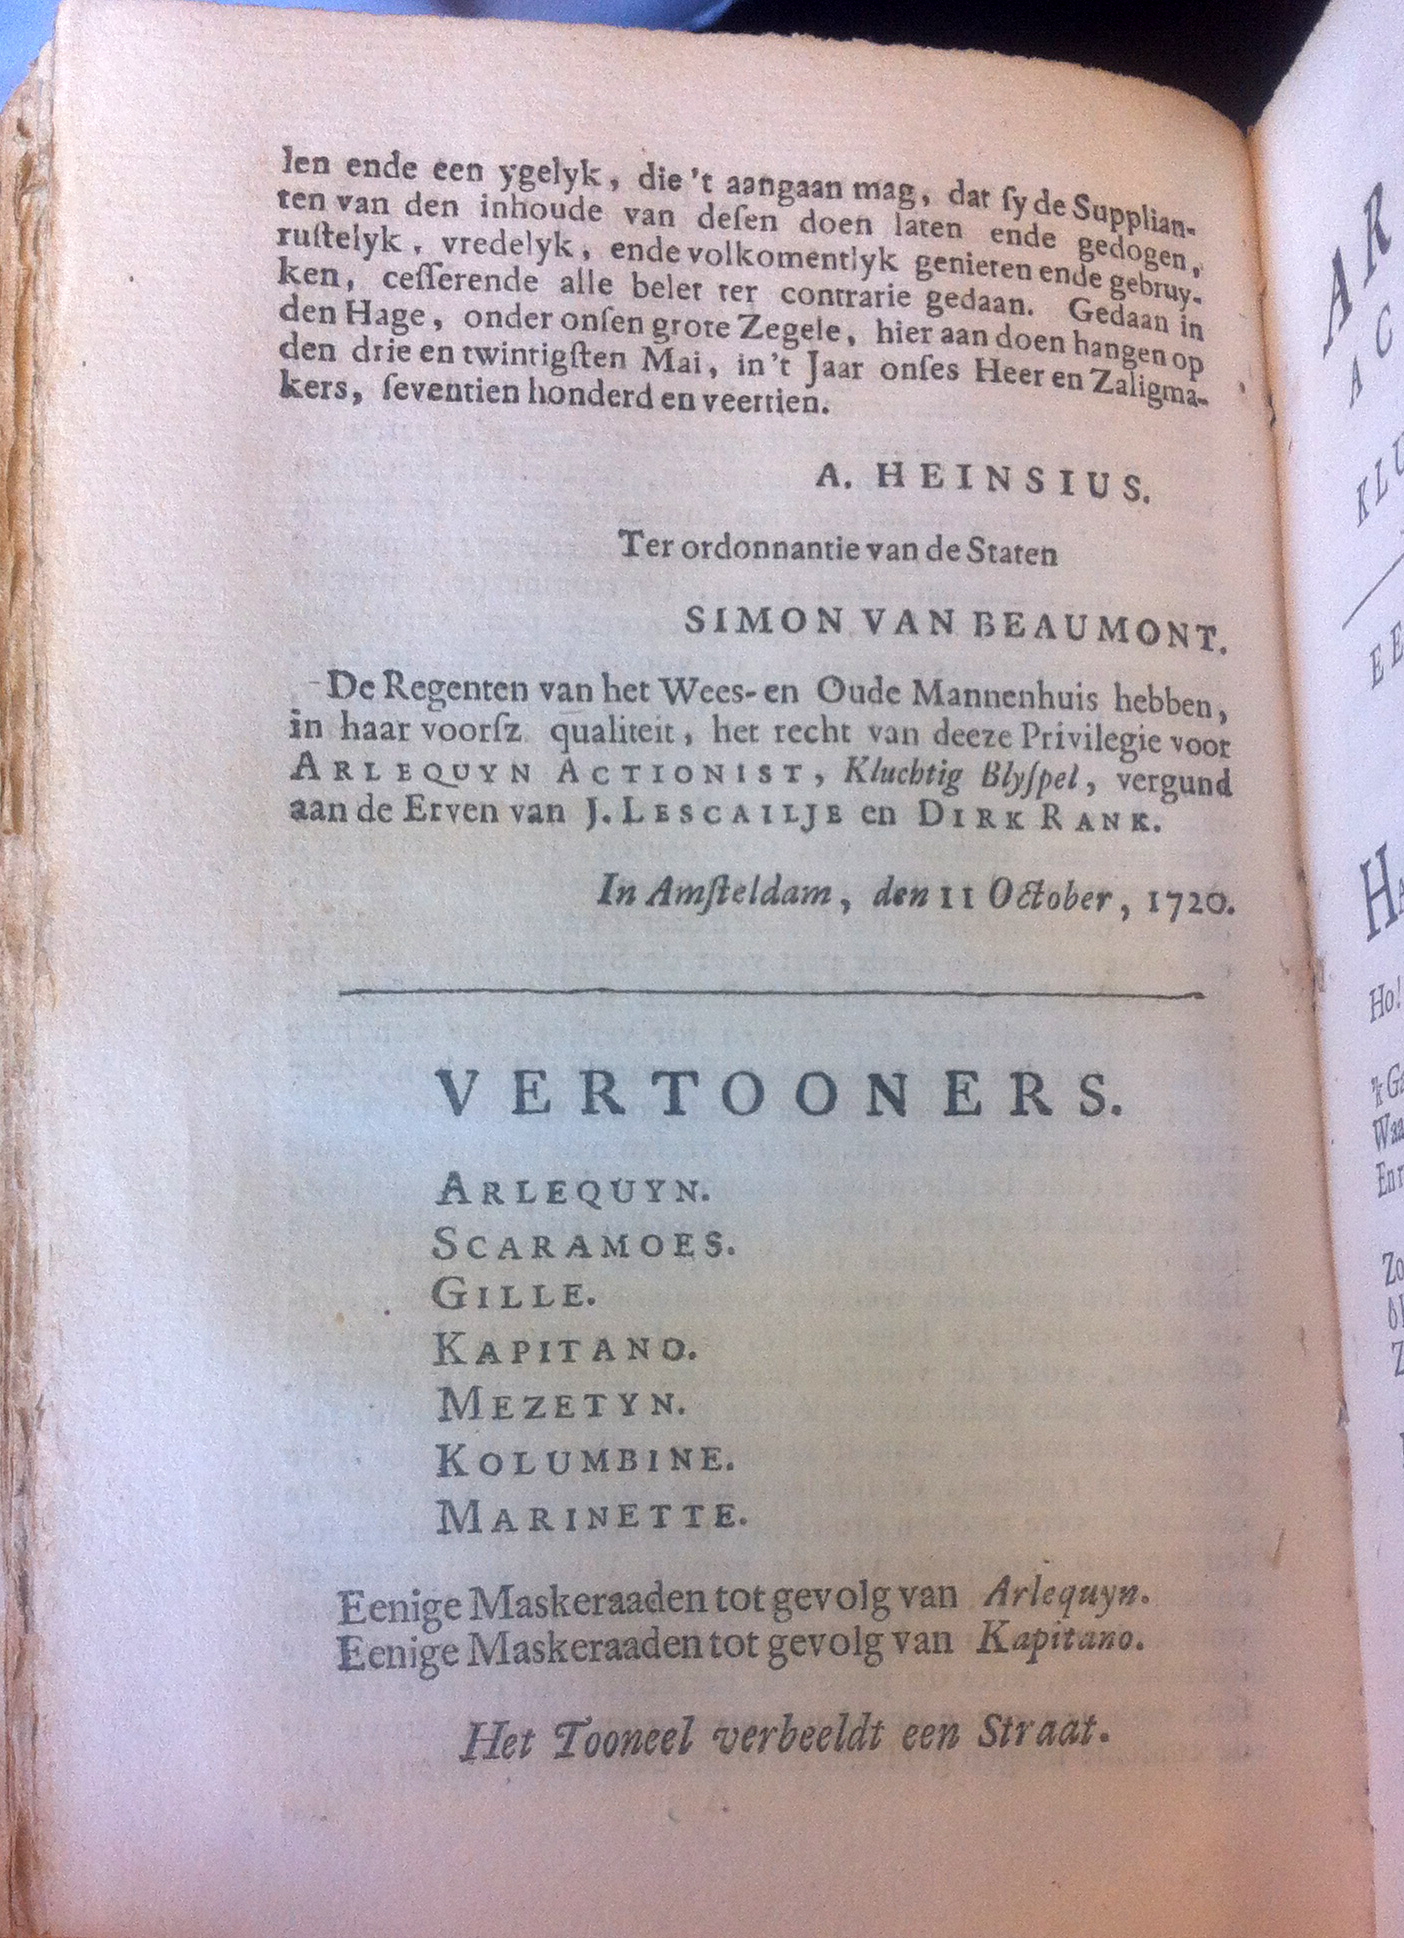 len ende een ygelyk, die 't aangaan mag, dat ſy de Supplian-
ten van den inhoude van deſen doen laten ende gedogen,
ruſtelyk, vredelyk, ende volkomentlyk genieten ende gebruy-
ken, ceſſerende alle belet ter contrarie gedaan. Gedaan in
den Hage, onder onſen grote Zegele, hier aan doen hangen op
den drie en twintigſten Mai, in 't Jaar onſes Heer en Zaligma-
kers, ſeventien honderd en veertien.
A. HEINSIUS.
Ter ordonnantie van de Staten
SIMON VAN BEAUMONT.
De Regenten van het Wees- en Oude Mannenhuis hebben,
in haar voorſz qualiteit, het recht van deeze Privilegie voor
ARLEQUYN ACTIONIST, Kluchtig Blyſpel, vergund
aan de Erven van J. LESCAILJE en DIRK RANK.
In Amſteldam, den 11 October, 1720.
VERTOONERS.
ARLEQUYN.
SCARAMOES.
GILLE.
KAPITANO.
MEZETYN.
KOLUMBINE.
MARINETTE.
Eenige Maskeraaden tot gevolg van Arlequyn.
Eenige Maskeraaden tot gevolg van Kapitano.
Het Tooneel verbeeldt een Straat.
AR
AC
KLU
EE
Ho!